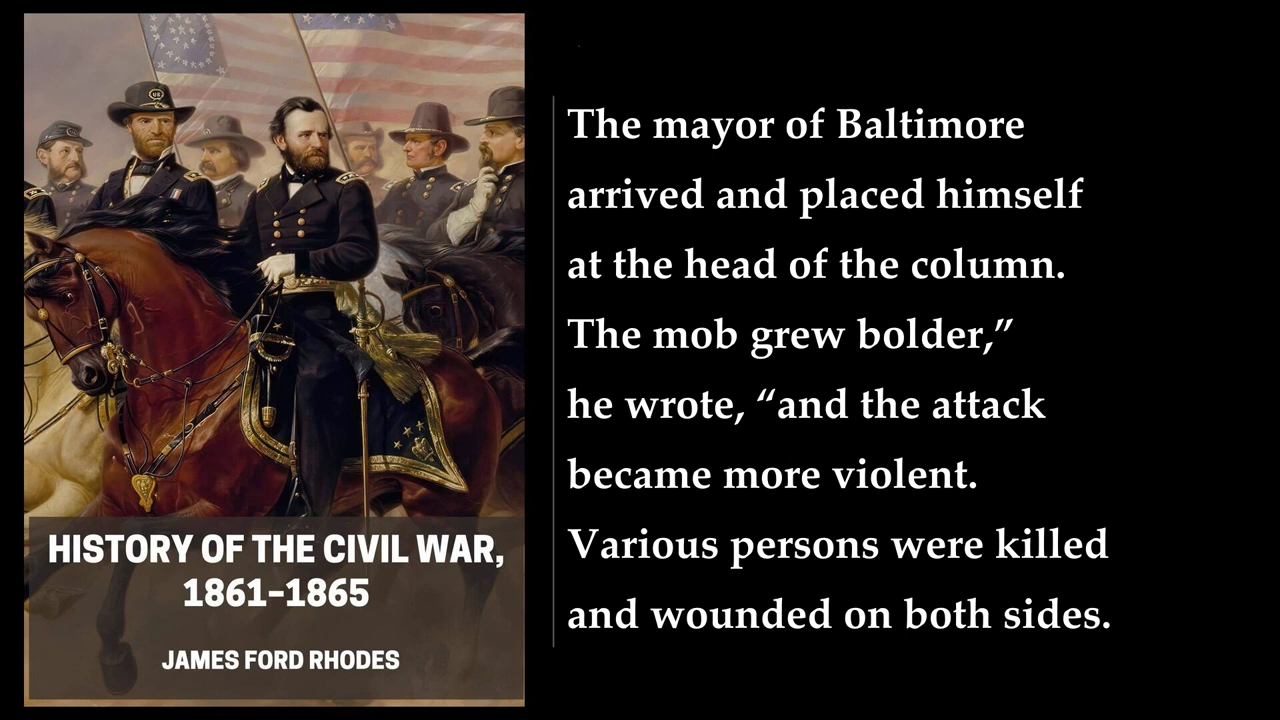 HISTORY OF THE CIVIL WAR,
1861–1865
JAMES FORD RHODES
The mayor of Baltimore
arrived and placed himself
at the head of the column.
The mob grew bolder,”
he wrote, “and the attack
became more violent.
Various persons were killed
and wounded on both sides.